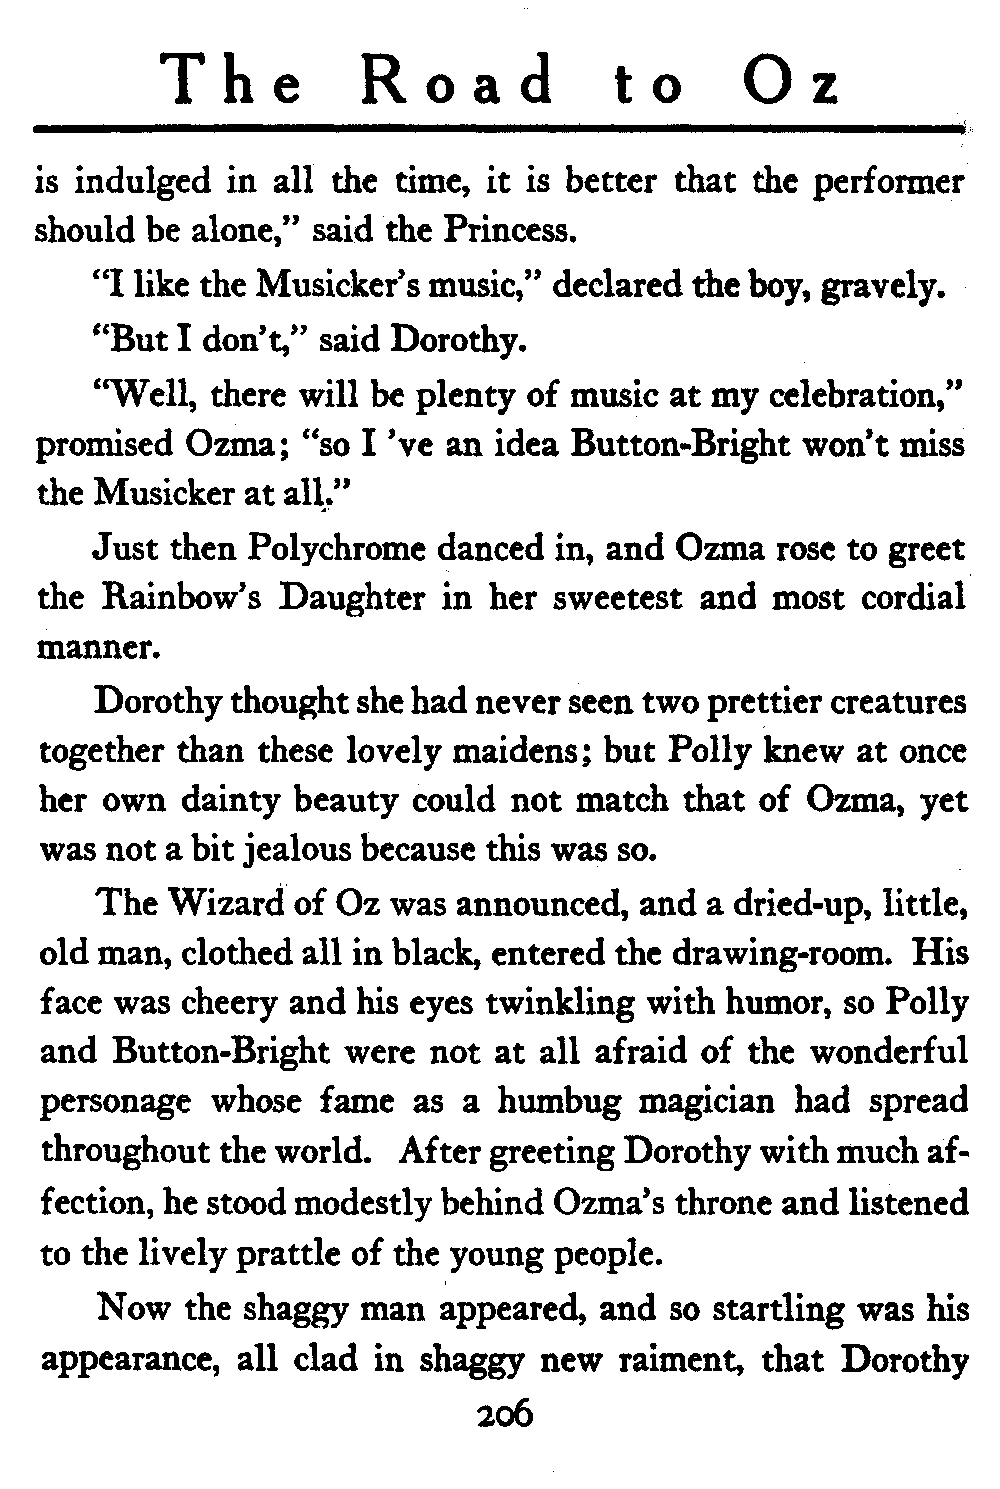 The Road to Oz
is indulged in all the time, it is better that the performer
should be alone,” said the Princess.
“I like the Musicker’s music,” declared the boy, gravely.
“But I don’t,” said Dorothy.
“Well, there will be plenty of music at my celebration,”
promised Ozma; “so I ’ve an idea Button-Bright won’t miss
the Musicker at all.”
Just then Polychrome danced in, and Ozma rose to greet
the Rainbow’s Daughter in her sweetest and most cordial
manner.
Dorothy thought she had never seen two prettier creatures
together than these lovely maidens; but Polly knew at once
her own dainty beauty could not match that of Ozma, yet
was not a bit jealous because this was so.
The Wizard of Oz was announced, and a dried-up, little,
old man, clothed all in black, entered the drawing-room. His
face was cheery and his eyes twinkling with humor, so Polly
and Button-Bright were not at all afraid of the wonderful
personage whose fame as a humbug magician had spread
throughout the world. After greeting Dorothy with much af-
fection, he stood modestly behind Ozma’s throne and listened
to the lively prattle of the young people.
Now the shaggy man appeared, and so startling was his
appearance, all clad in shaggy new raiment, that Dorothy
206